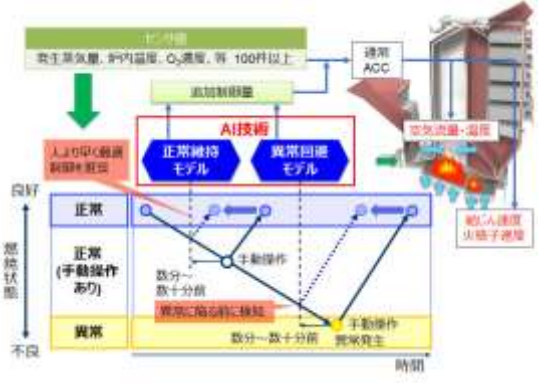 センサ値
発生蒸気量、炉内温度、O₂濃度、等 100件以上
通常
ACC
追加制御量
AI技術
正常維持
モデル
異常回避
モデル
人より早く最適
空気流量・温度
給じん速度
火格子速度
良好
燃焼状態
不良
正常
正常
(手動操作
あり)
異常
手動操作
数分～
数十分前
異常に陥る前に検知
数分～数十分前
手動操作
異常発生
時間